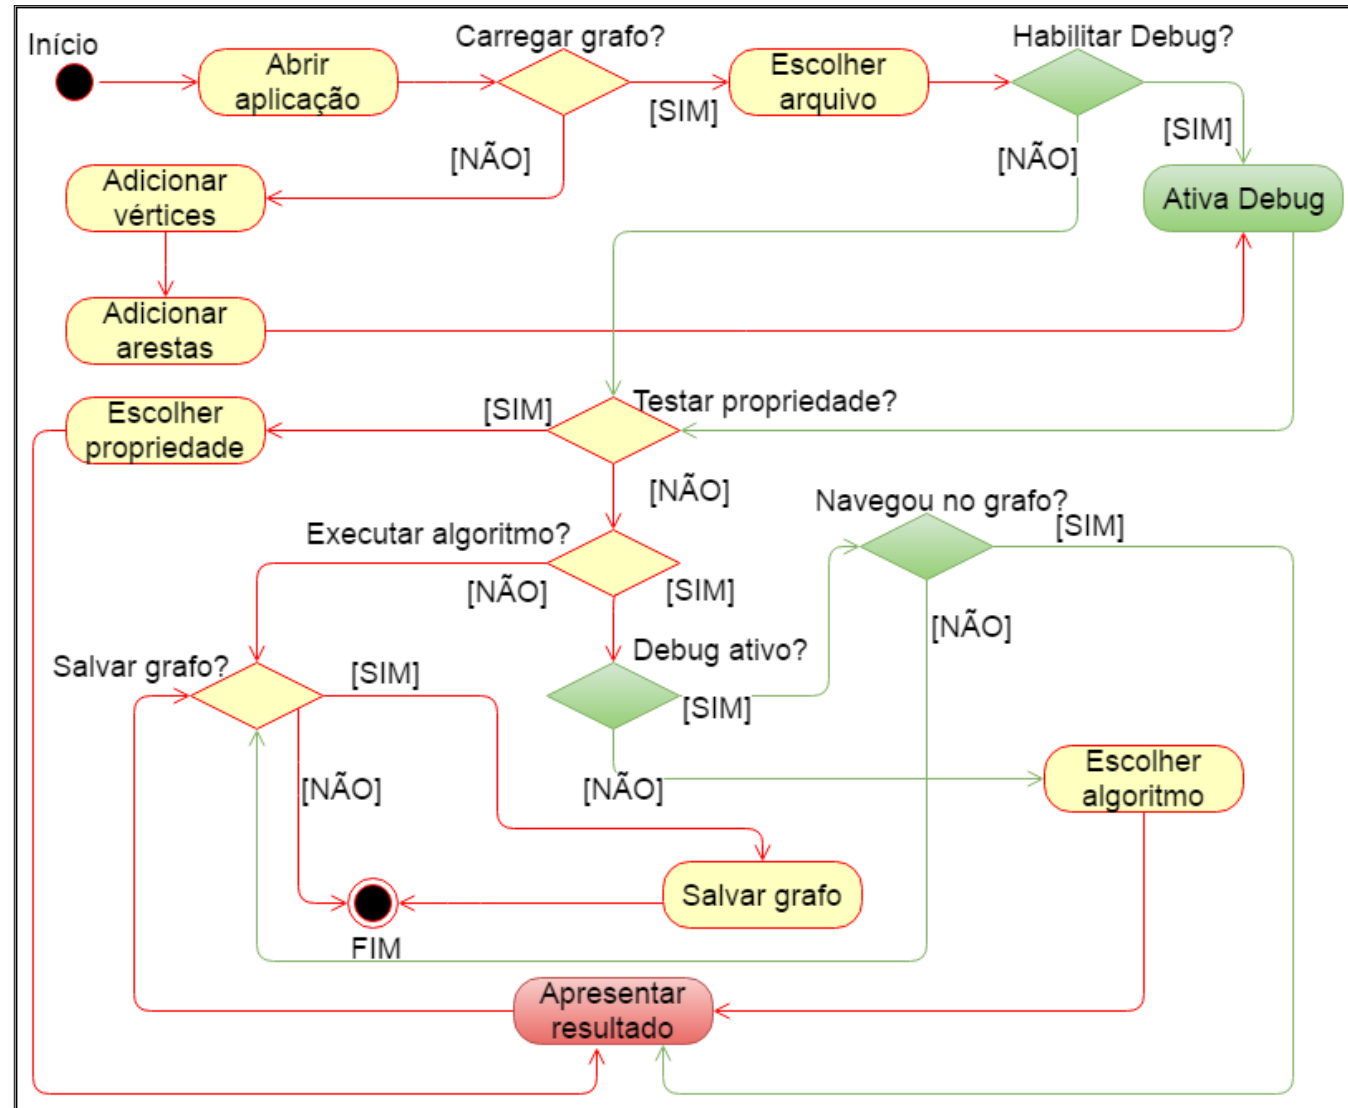 Início
Carregar grafo?
Habilitar Debug?
Abrir
aplicação
Escolher
arquivo
[SIM]
[SIM]
[NÃO]
[NÃO]
Adicionar
vértices
Ativa Debug
Adicionar
arestas
Escolher
propriedade
[SIM]
Testar propriedade?
[NÃO]
Navegou no grafo?
[SIM]
Executar algoritmo?
[NÃO]
[SIM]
[NÃO]
Salvar grafo?
[SIM]
Debug ativo?
[SIM]
[NÃO]
[NÃO]
Escolher
algoritmo
Salvar grafo
FIM
Apresentar
resultado